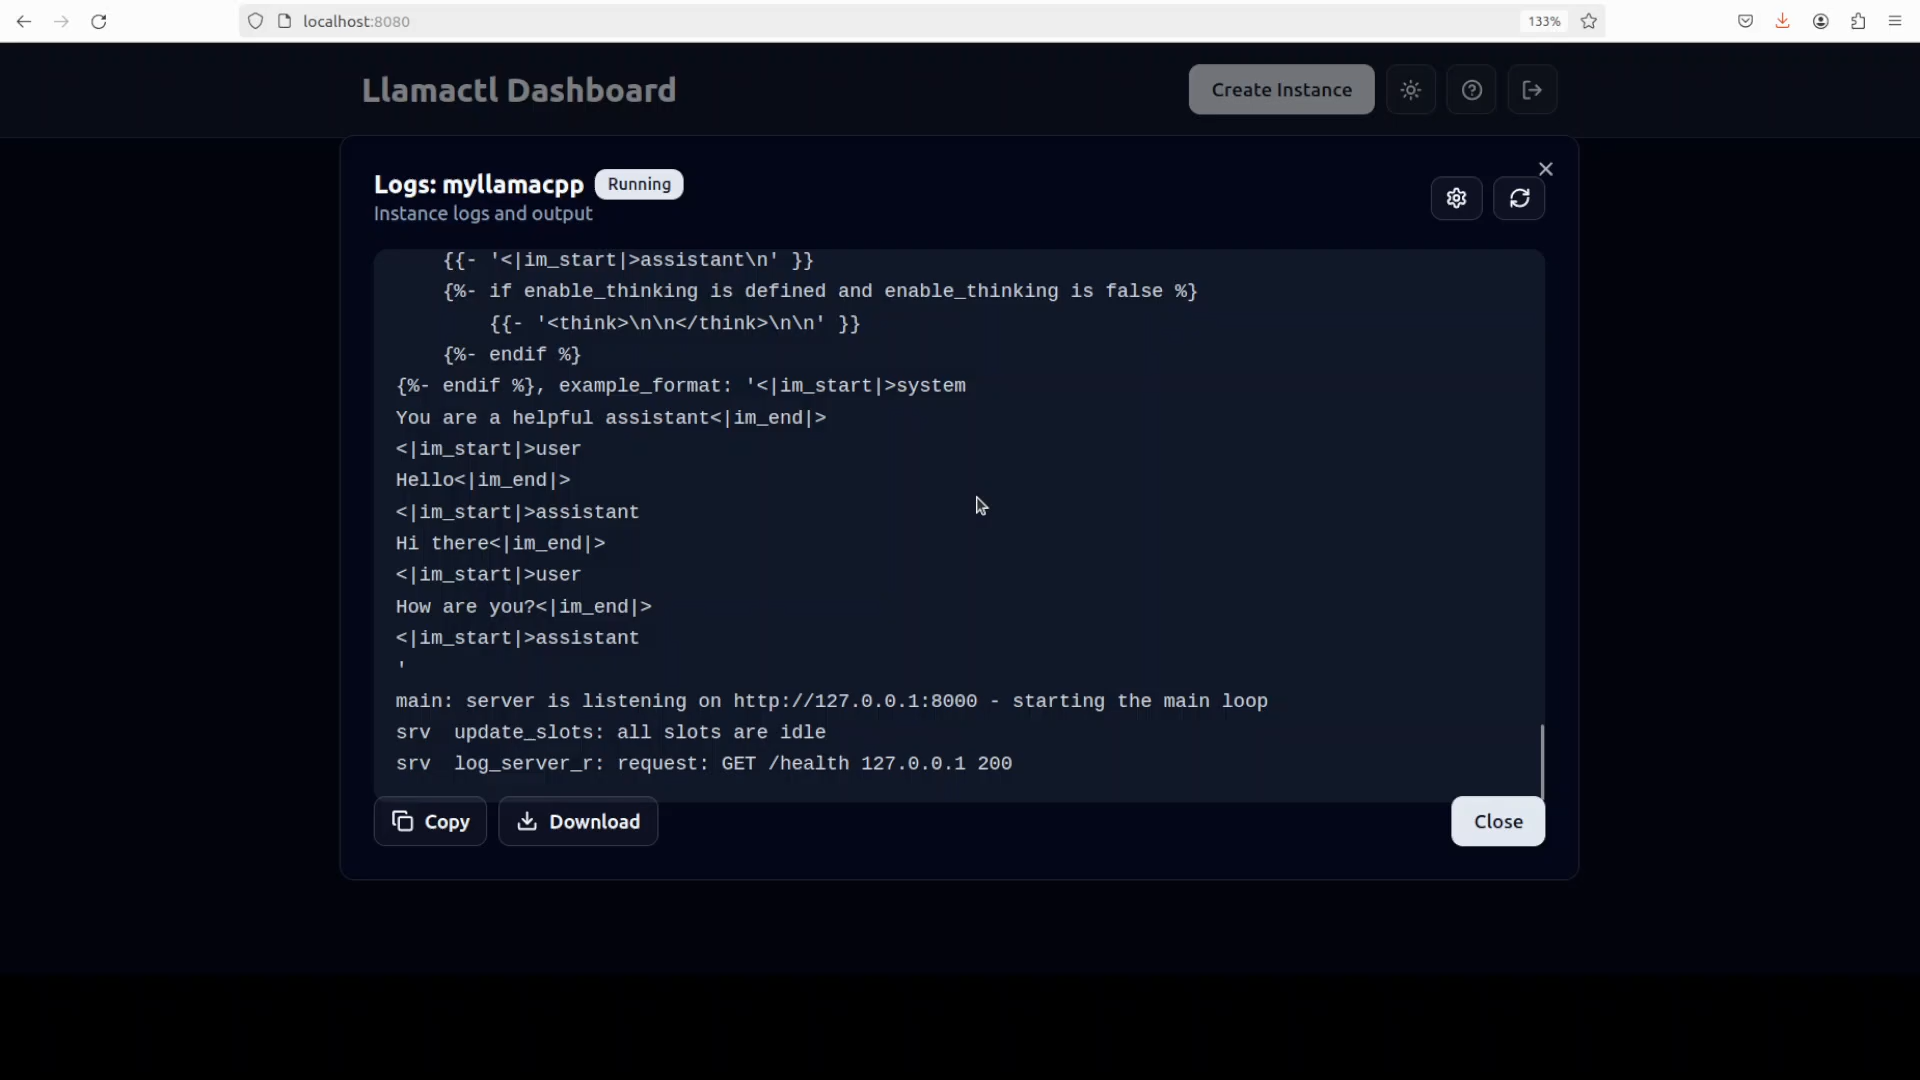 localhost:8080
133%
Llamactl Dashboard
Create Instance
Logs: myllamacpp
Running
Instance logs and output
{{- '<|im_start|>assistant\n' }}
{%- if enable_thinking is defined and enable_thinking is false %}
{{- '<think>\n\n</think>\n\n' }}
{%- endif %}
{%- endif %}, example_format: '<|im_start|>system
You are a helpful assistant<|im_end|>
<|im_start|>user
Hello<|im_end|>
<|im_start|>assistant
Hi there<|im_end|>
<|im_start|>user
How are you?<|im_end|>
<|im_start|>assistant
'
main: server is listening on http://127.0.0.1:8000 - starting the main loop
srv  update_slots: all slots are idle
srv  log_server_r: request: GET /health 127.0.0.1 200
Copy
Download
Close